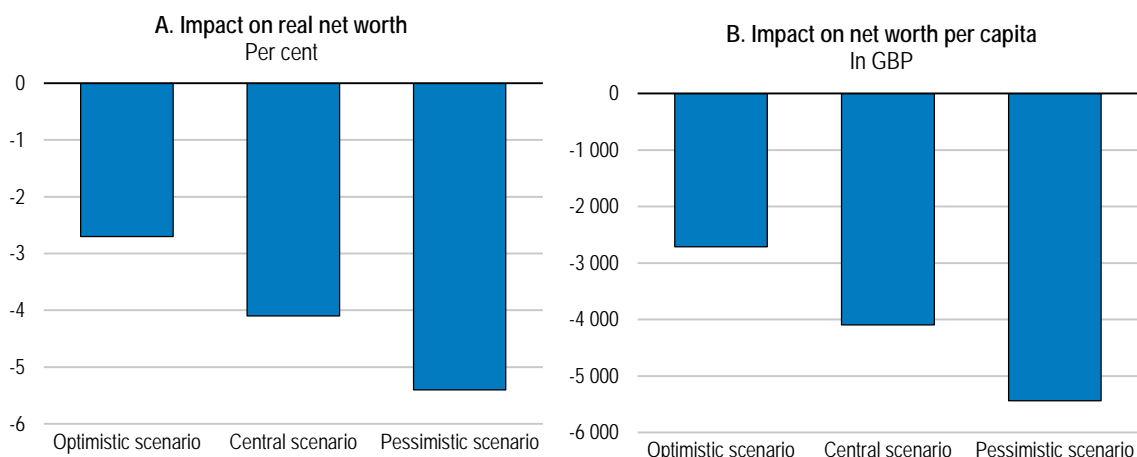 A. Impact on real net worth
Per cent
0
-1
-2
-3
-4
-5
-6
Optimistic scenario Central scenario Pessimistic scenario
B. Impact on net worth per capita
In GBP
0
-1 000
-2 000
-3 000
-4 000
-5 000
-6 000
Optimistic scenario Central scenario Pessimistic scenario